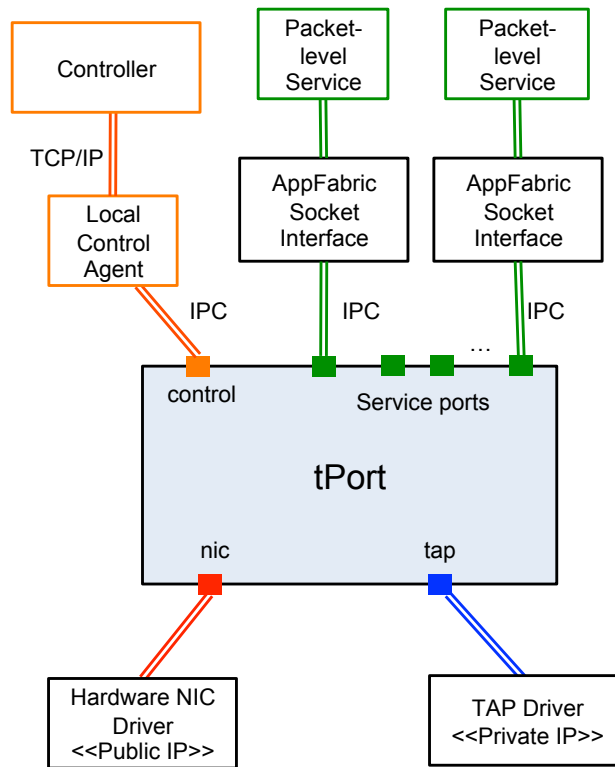 Controller
Packet-
level
Service
Packet-
level
Service
TCP/IP
Local
Control
Agent
AppFabric
Socket
Interface
AppFabric
Socket
Interface
IPC
IPC
IPC
...
control
Service ports
tPort
nic
tap
Hardware NIC
Driver
<<Public IP>>
TAP Driver
<<Private IP>>